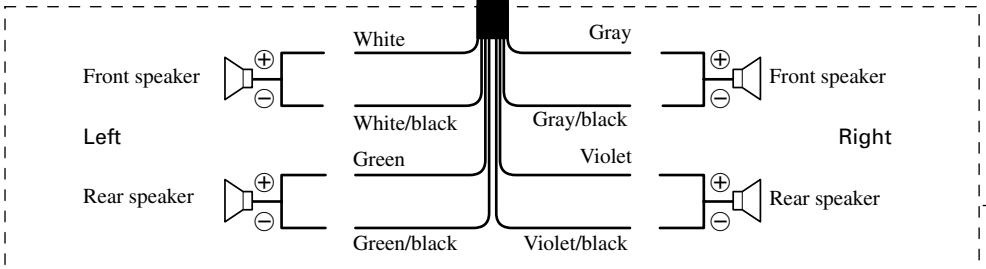 White
Gray
Front speaker
⊕
⊕
Front speaker
⊖
⊖
White/black
Gray/black
Left
Right
Green
Violet
Rear speaker
⊕
⊕
Rear speaker
⊖
⊖
Green/black
Violet/black